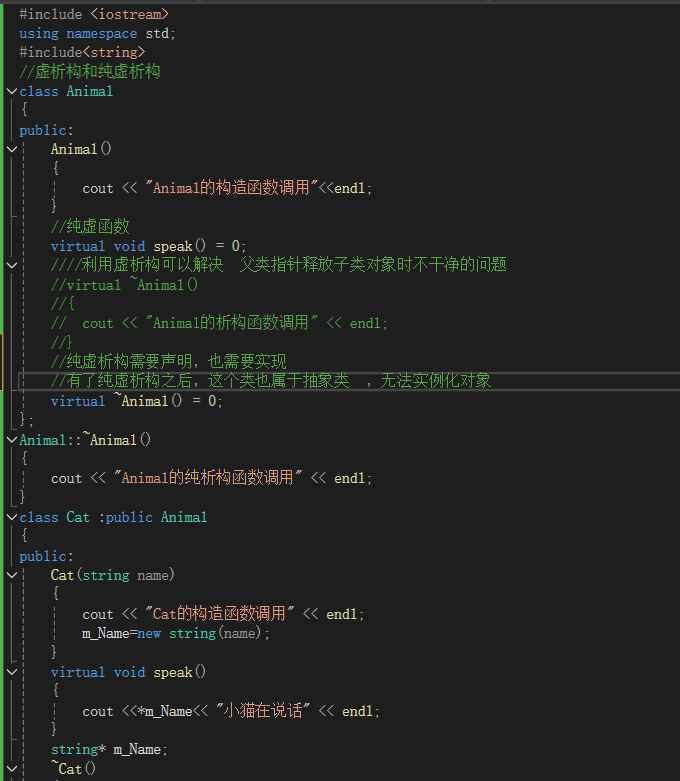 #include <iostream>
using namespace std;
#include<string>
//虚析构和纯虚析构
class Animal
{
public:
    Animal()
    {
        cout << "Animal的构造函数调用"<<endl;
    }
    //纯虚函数
    virtual void speak() = 0;
    ////利用虚析构可以解决  父类指针释放子类对象时不干净的问题
    //virtual ~Animal()
    //{
    //  cout << "Animal的析构函数调用" << endl;
    //}
    //纯虚析构需要声明，也需要实现
    //有了纯虚析构之后，这个类也属于抽象类  ，无法实例化对象
    virtual ~Animal() = 0;
};
Animal::~Animal()
{
    cout << "Animal的纯析构函数调用" << endl;
}
class Cat :public Animal
{
public:
    Cat(string name)
    {
        cout << "Cat的构造函数调用" << endl;
        m_Name=new string(name);
    }
    virtual void speak()
    {
        cout <<*m_Name<< "小猫在说话" << endl;
    }
    string* m_Name;
    ~Cat()